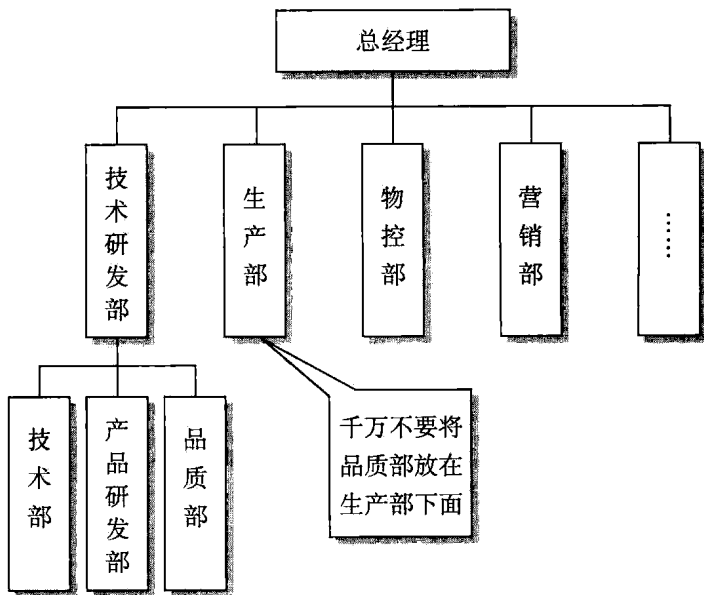 总经理
技术研发部
生产部
物控部
营销部
……
技术部
产品研发部
品质部
千万不要将
品质部放在
生产部下面